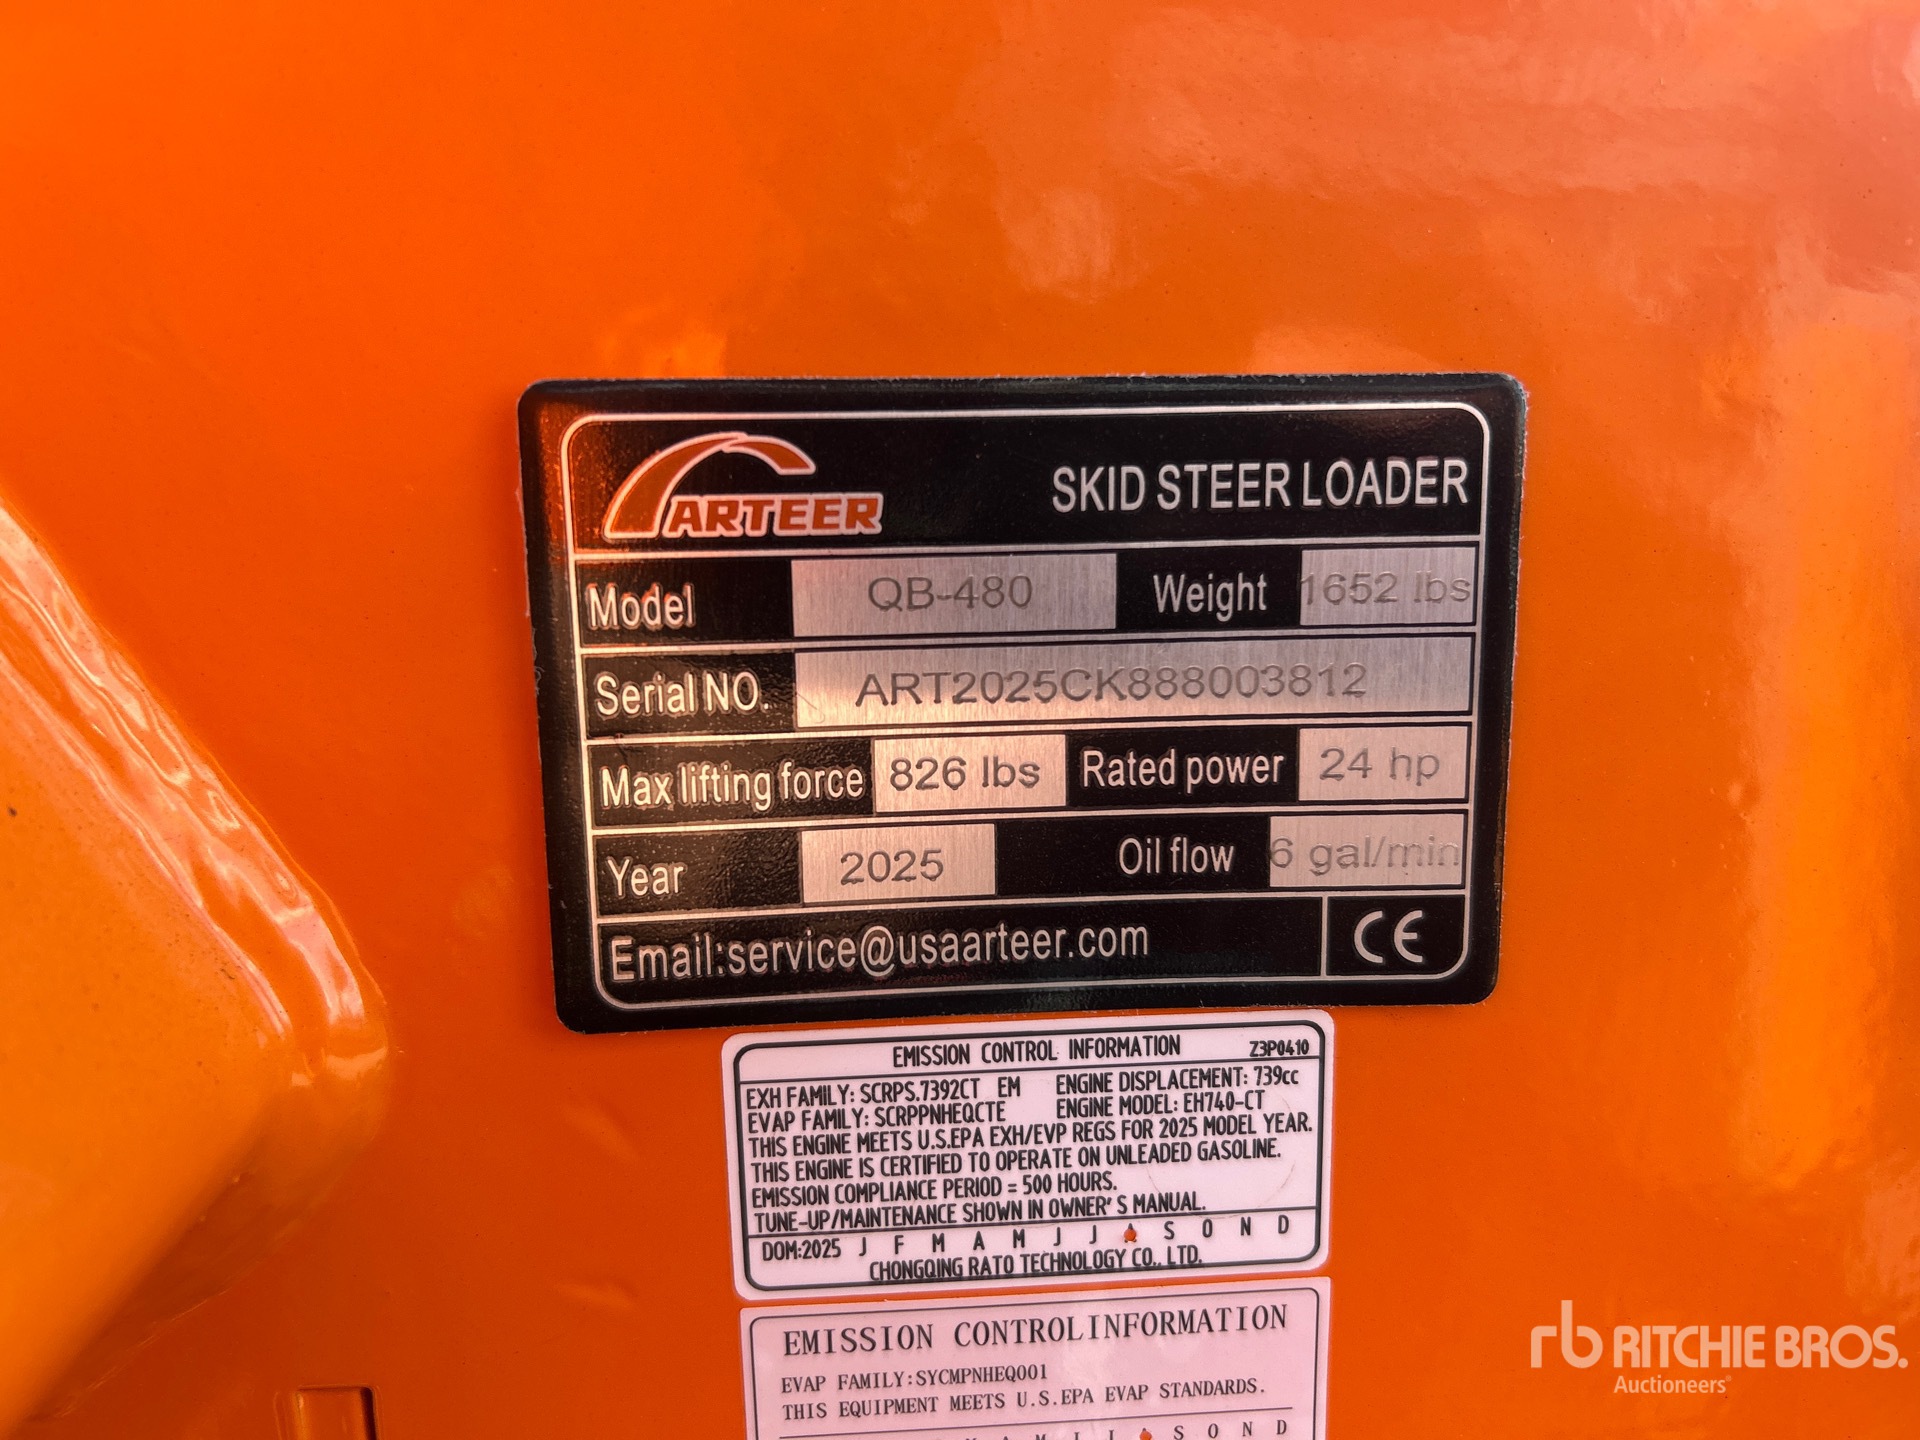 ARTEER SKID STEER LOADER
Model QB-480 Weight 1652 lbs
Serial NO. ART2025CK888003812
Max lifting force 826 lbs Rated power 24 hp
Year 2025 Oil flow 6 gal/min
Email:service@usaarteer.com CE
EMISSION CONTROL INFORMATION Z3P0410
EXH FAMILY: SCRPS.7392CT EM ENGINE DISPLACEMENT: 739cc
EVAP FAMILY: SCRPPNHEQCTE ENGINE MODEL: EH740-CT
THIS ENGINE MEETS U.S.EPA EXH/EVP REGS FOR 2025 MODEL YEAR.
THIS ENGINE IS CERTIFIED TO OPERATE ON UNLEADED GASOLINE.
EMISSION COMPLIANCE PERIOD = 500 HOURS.
TUNE-UP/MAINTENANCE SHOWN IN OWNER'S MANUAL.
DOM:2025 J F M A M J J S O N D
CHONGQING RATO TECHNOLOGY CO., LTD.
EMISSION CONTROLINFORMATION
EVAP FAMILY:SYCMPNHEQ001
THIS EQUIPMENT MEETS U.S.EPA EVAP STANDARDS.
S O N D
rb RITCHIE BROS.
Auctioneers